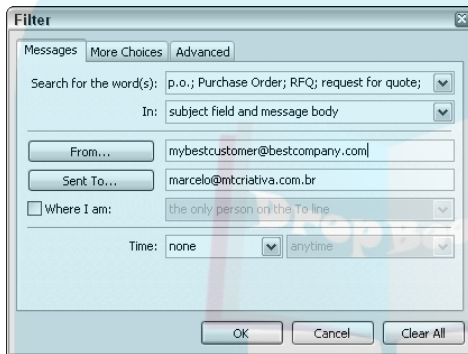 Filter
Messages More Choices Advanced
Search for the word(s): p.o.; Purchase Order; RFQ; request for quote;
In: subject field and message body
From... mybestcustomer@bestcompany.com
Sent To... marcelo@mtcriativa.com.br
Where I am: the only person on the To line
Time: none anytime
OK Cancel Clear All